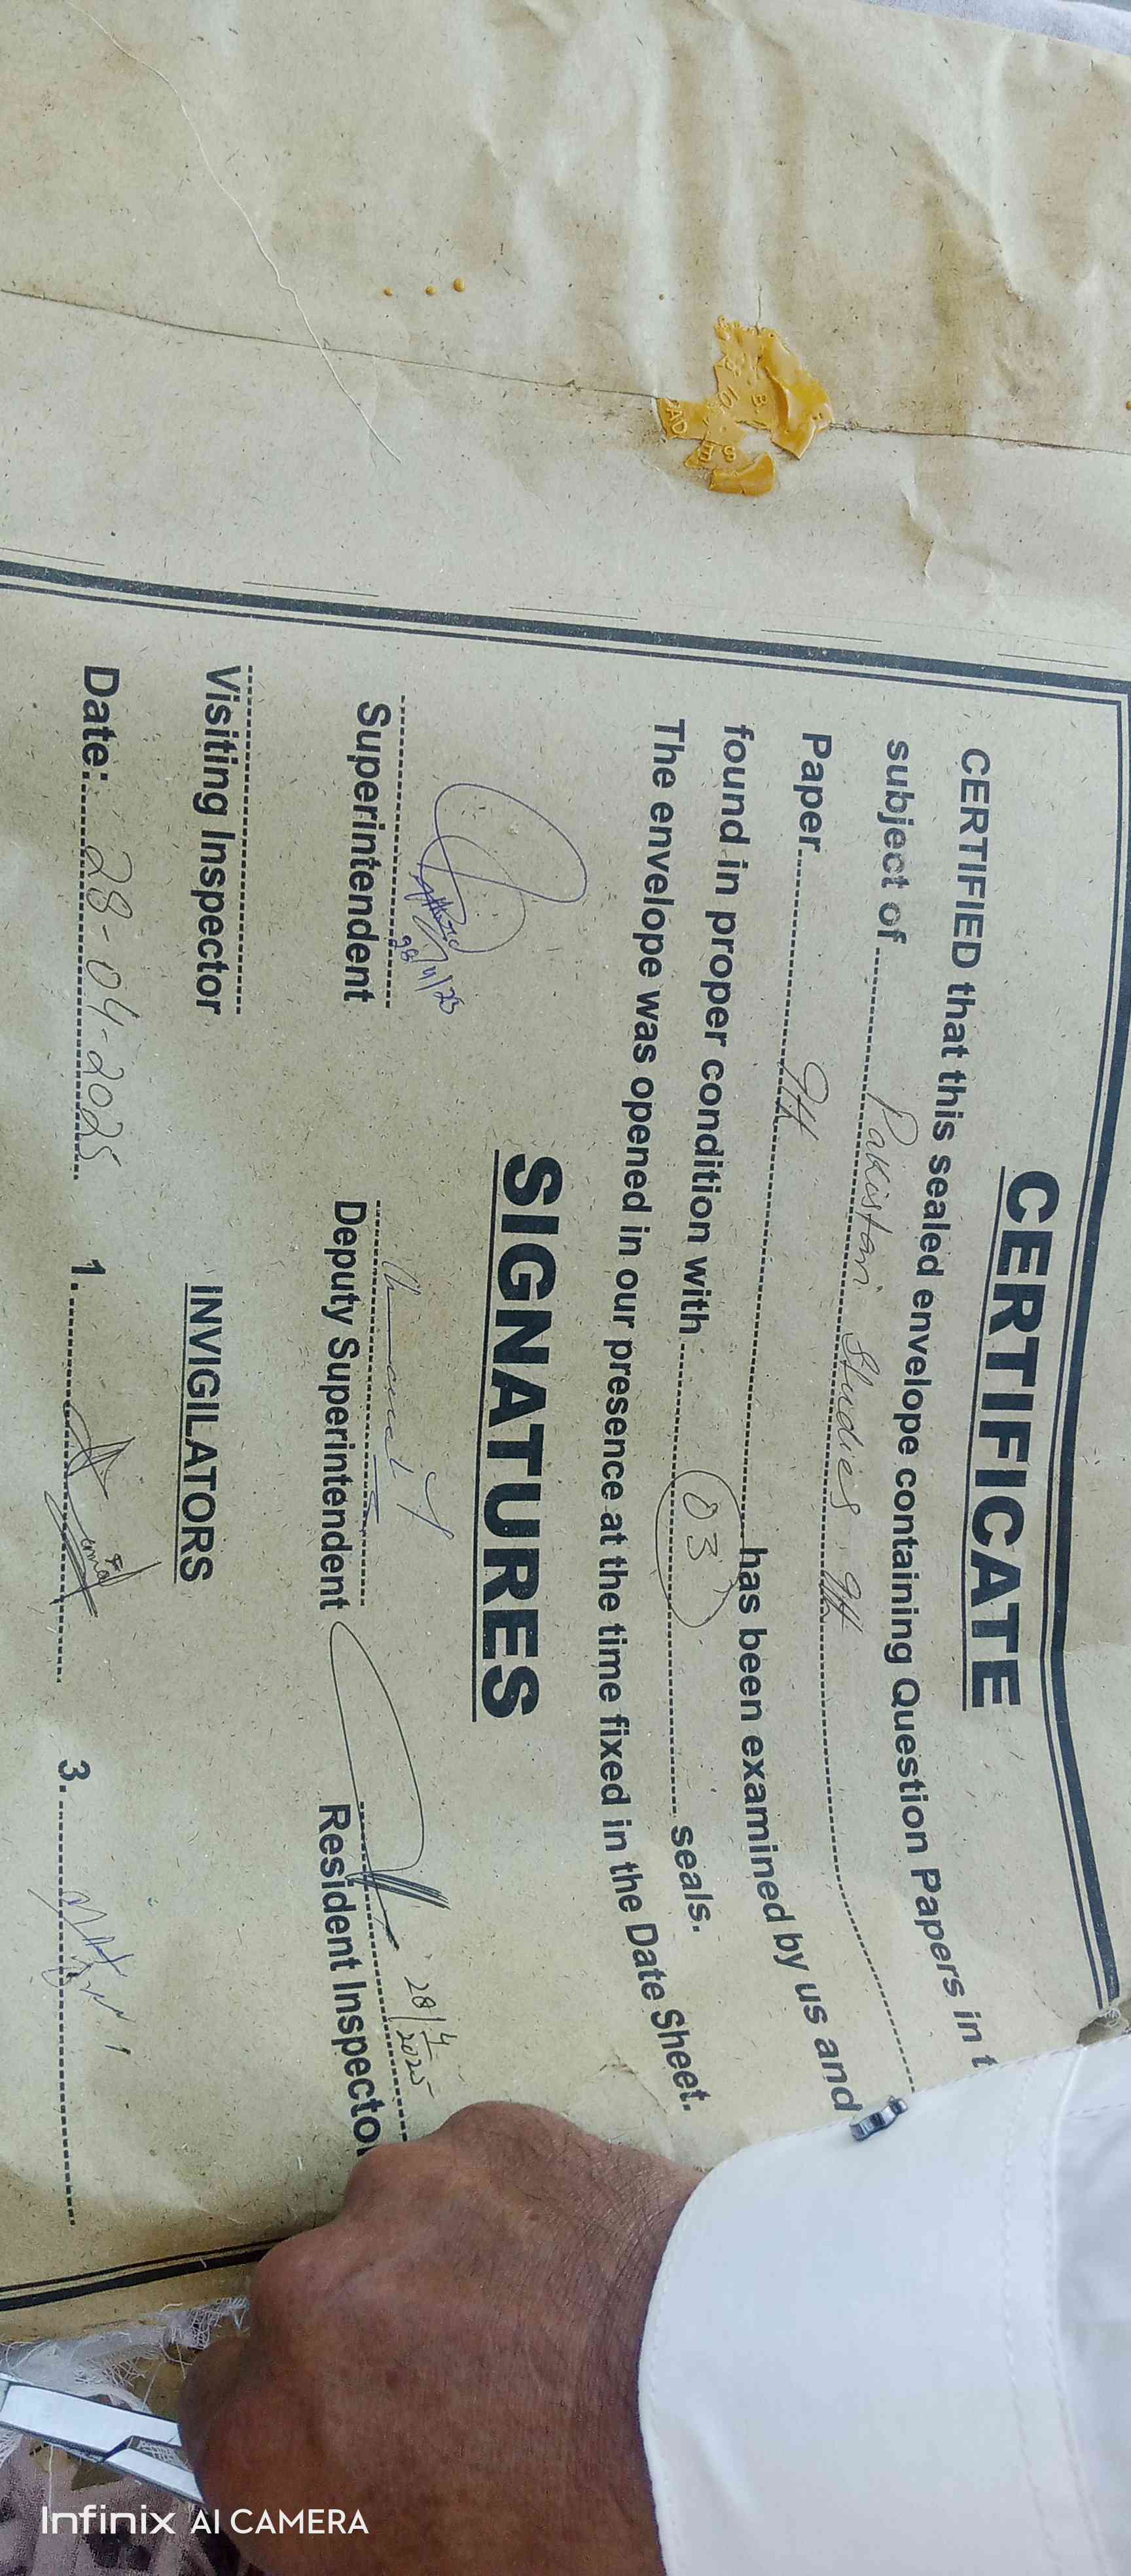 CERTIFICATE
CERTIFIED that this sealed envelope containing Question Papers in t
subject of Pakistan Studies 9th
Paper 9th has been examined by us and
found in proper condition with 03 seals.
The envelope was opened in our presence at the time fixed in the Date Sheet.
SIGNATURES
28/4/25
28/4/2025
Superintendent Deputy Superintendent Resident Inspector
Visiting Inspector INVIGILATORS
Date: 28-04-2025 1. 3.
Infinix AI CAMERA